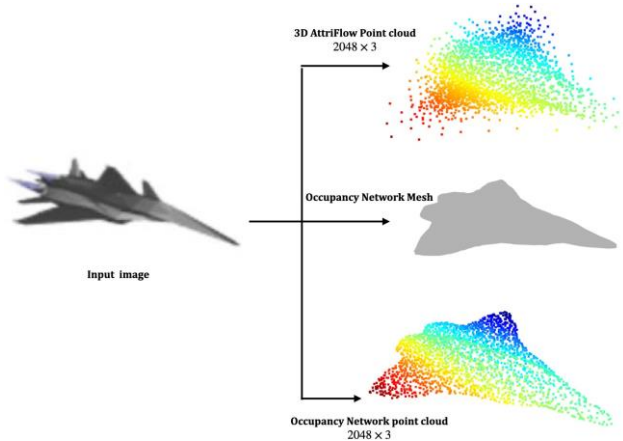 3D AttriFlow Point cloud
2048 × 3
Occupancy Network Mesh
Input image
Occupancy Network point cloud
2048 × 3